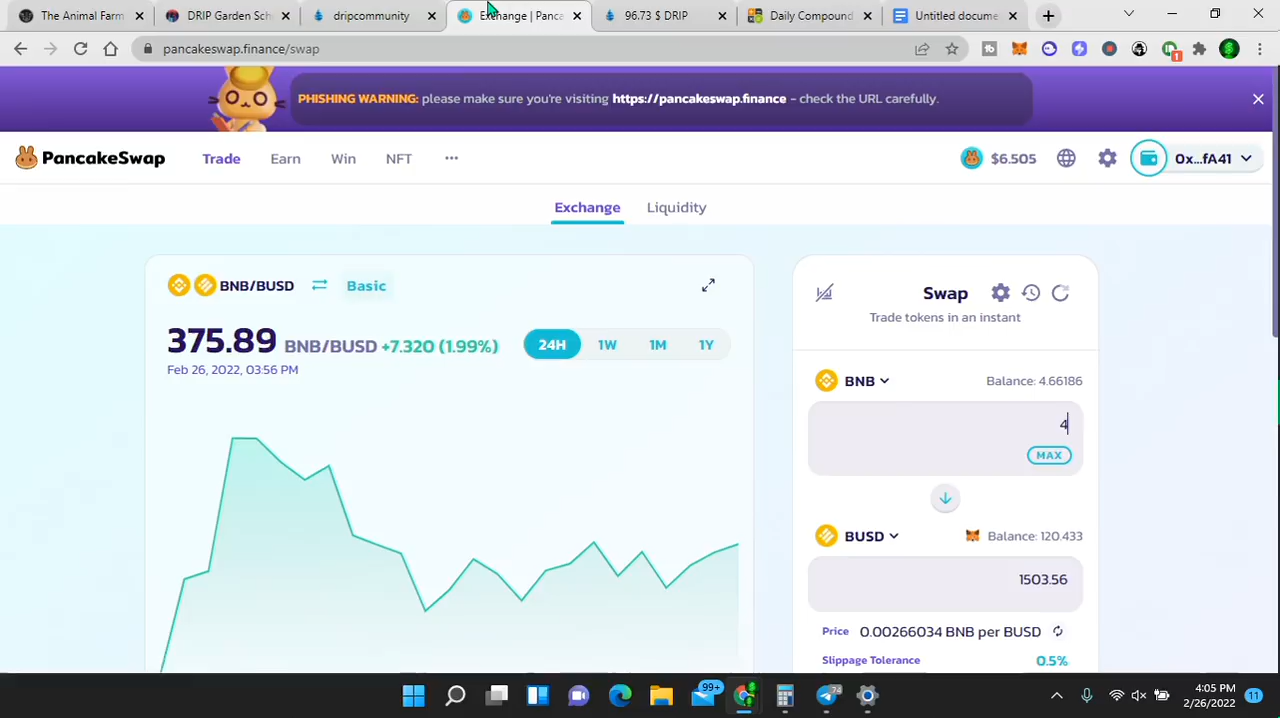 The Animal Farm
DRIP Garden Sch
dripcommunity
Exchange | Panca
96.73 $ DRIP
Daily Compound
Untitled docume
pancakeswap.finance/swap
1
PHISHING WARNING: please make sure you're visiting https://pancakeswap.finance - check the URL carefully.
PancakeSwap
Trade
Earn
Win
NFT
$6.505
0x...fA41
Exchange
Liquidity
BNB/BUSD
Basic
375.89 BNB/BUSD +7.320 (1.99%)
Feb 26, 2022, 03:56 PM
24H
1W
1M
1Y
Swap
Trade tokens in an instant
BNB
Balance: 4.66186
4
MAX
BUSD
Balance: 120.433
1503.56
Price
0.00266034 BNB per BUSD
Slippage Tolerance
0.5%
99+
74
4:05 PM
2/26/2022
11